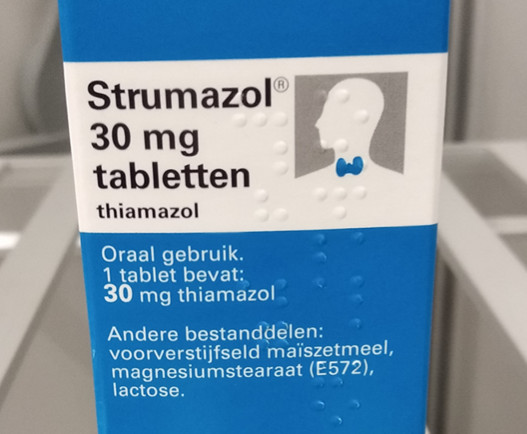 Strumazol®
30 mg
tabletten
thiamazol
Oraal gebruik.
1 tablet bevat:
30 mg thiamazol
Andere bestanddelen:
voorverstijfseld maïszetmeel,
magnesiumstearaat (E572),
lactose.